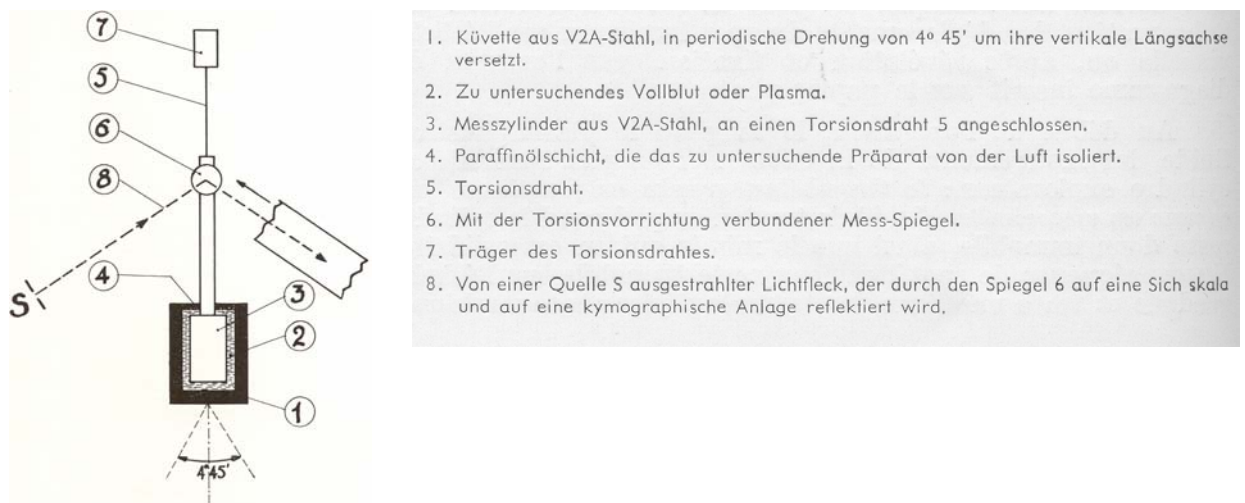 7
5
6
8
S
4
3
2
1
4°45'
1. Küvette aus V2A-Stahl, in periodische Drehung von 4º 45' um ihre vertikale Längsachse
versetzt.
2. Zu untersuchendes Vollblut oder Plasma.
3. Messzylinder aus V2A-Stahl, an einen Torsionsdraht 5 angeschlossen.
4. Paraffinölschicht, die das zu untersuchende Präparat von der Luft isoliert.
5. Torsionsdraht.
6. Mit der Torsionsvorrichtung verbundener Mess-Spiegel.
7. Träger des Torsionsdrahtes.
8. Von einer Quelle S ausgestrahlter Lichtfleck, der durch den Spiegel 6 auf eine Sich skala
und auf eine kymographische Anlage reflektiert wird.